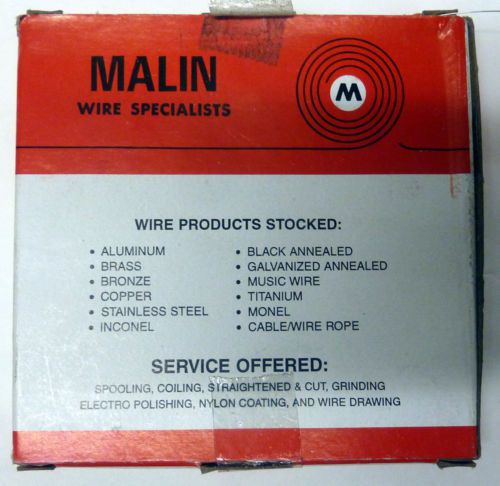 MALIN
WIRE SPECIALISTS
M
WIRE PRODUCTS STOCKED:
• ALUMINUM
• BRASS
• BRONZE
• COPPER
• STAINLESS STEEL
• INCONEL
• BLACK ANNEALED
• GALVANIZED ANNEALED
• MUSIC WIRE
• TITANIUM
• MONEL
• CABLE/WIRE ROPE
SERVICE OFFERED:
SPOOLING, COILING, STRAIGHTENED & CUT, GRINDING
ELECTRO POLISHING, NYLON COATING, AND WIRE DRAWING